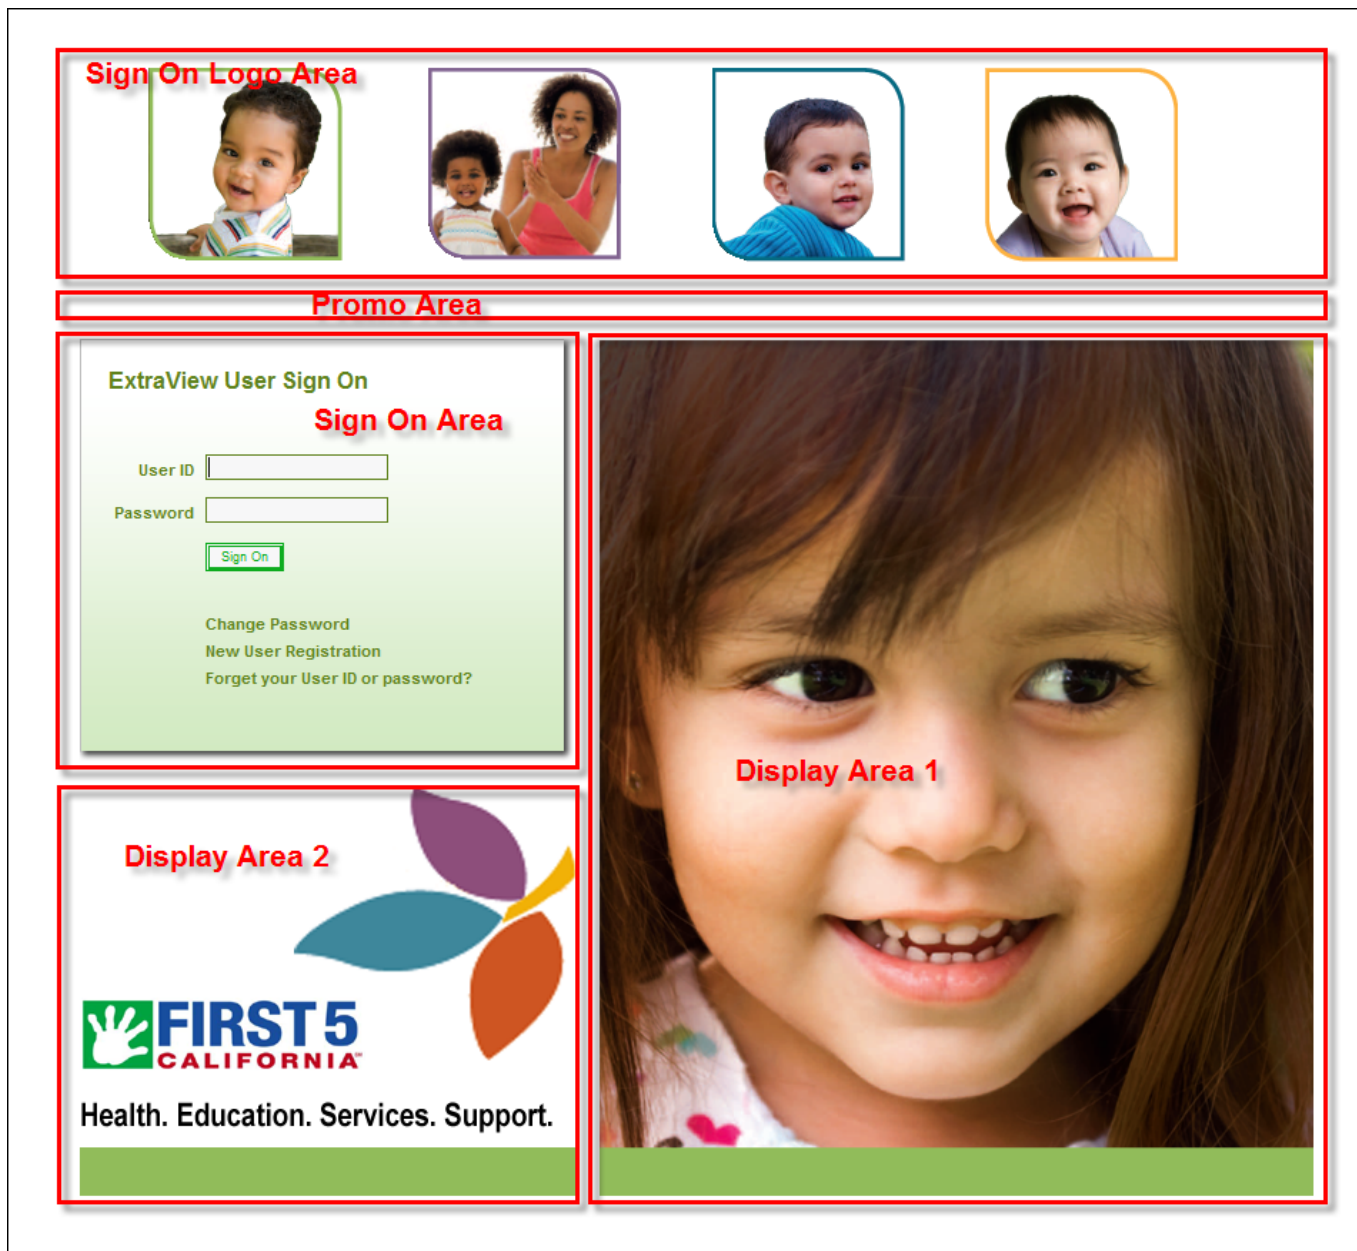 Sign On Logo Area
Promo Area
ExtraView User Sign On
Sign On Area
User ID
Password
Sign On
Change Password
New User Registration
Forget your User ID or password?
Display Area 1
Display Area 2
FIRST 5
CALIFORNIA
Health. Education. Services. Support.